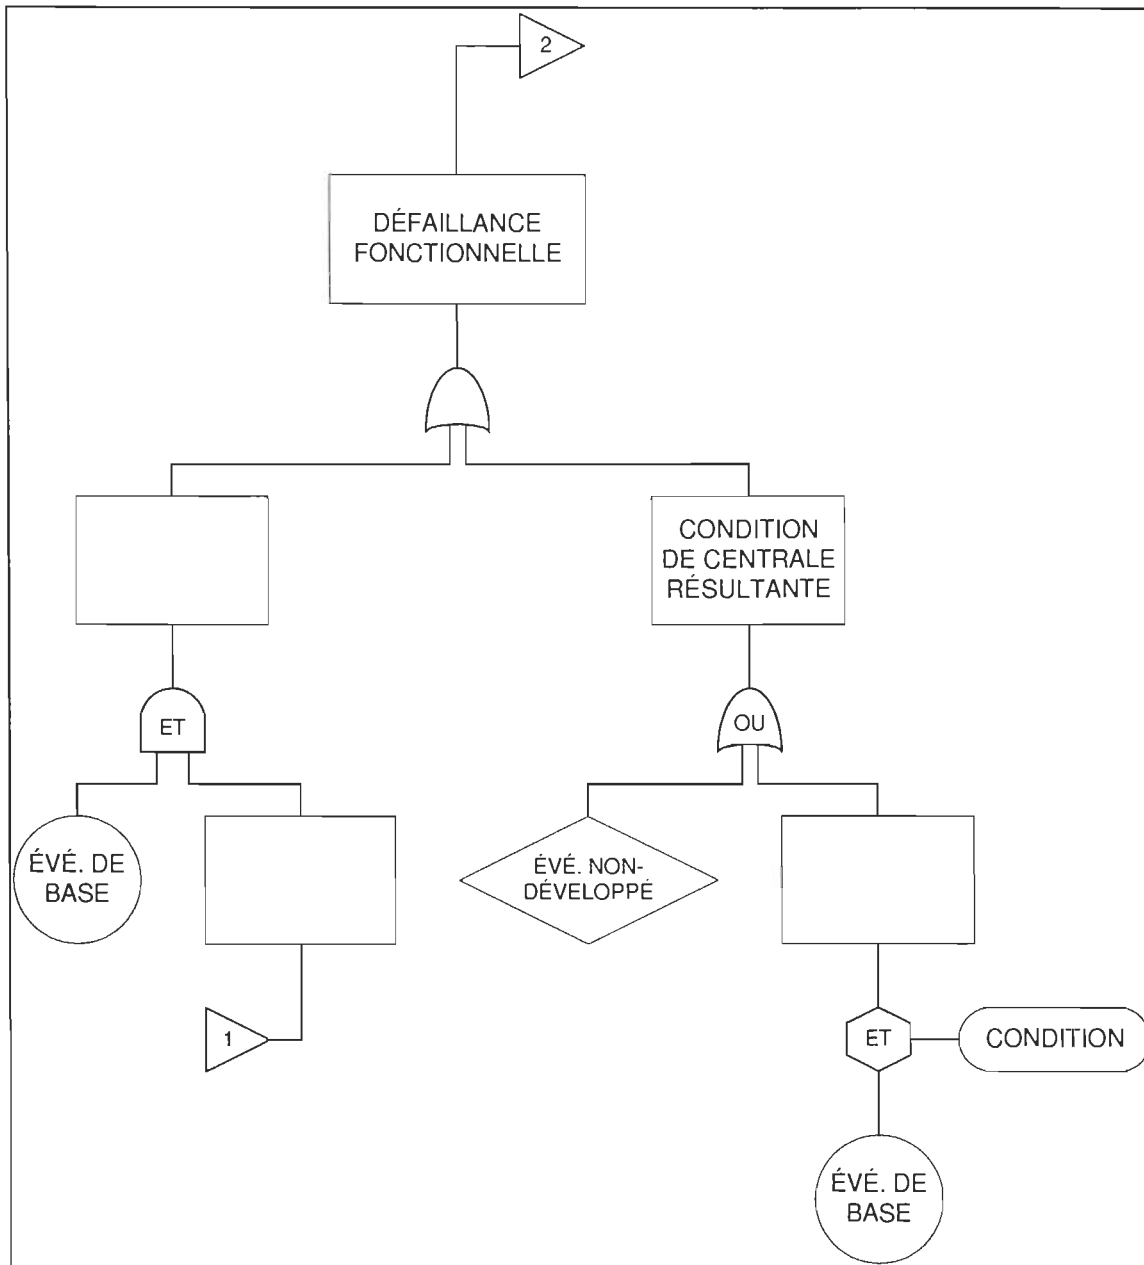 2
DÉFAILLANCE
FONCTIONNELLE
CONDITION
DE CENTRALE
RÉSULTANTE
ET
OU
ÉVÉ. DE
BASE
ÉVÉ. NON-
DÉVELOPPÉ
1
ET
CONDITION
ÉVÉ. DE
BASE